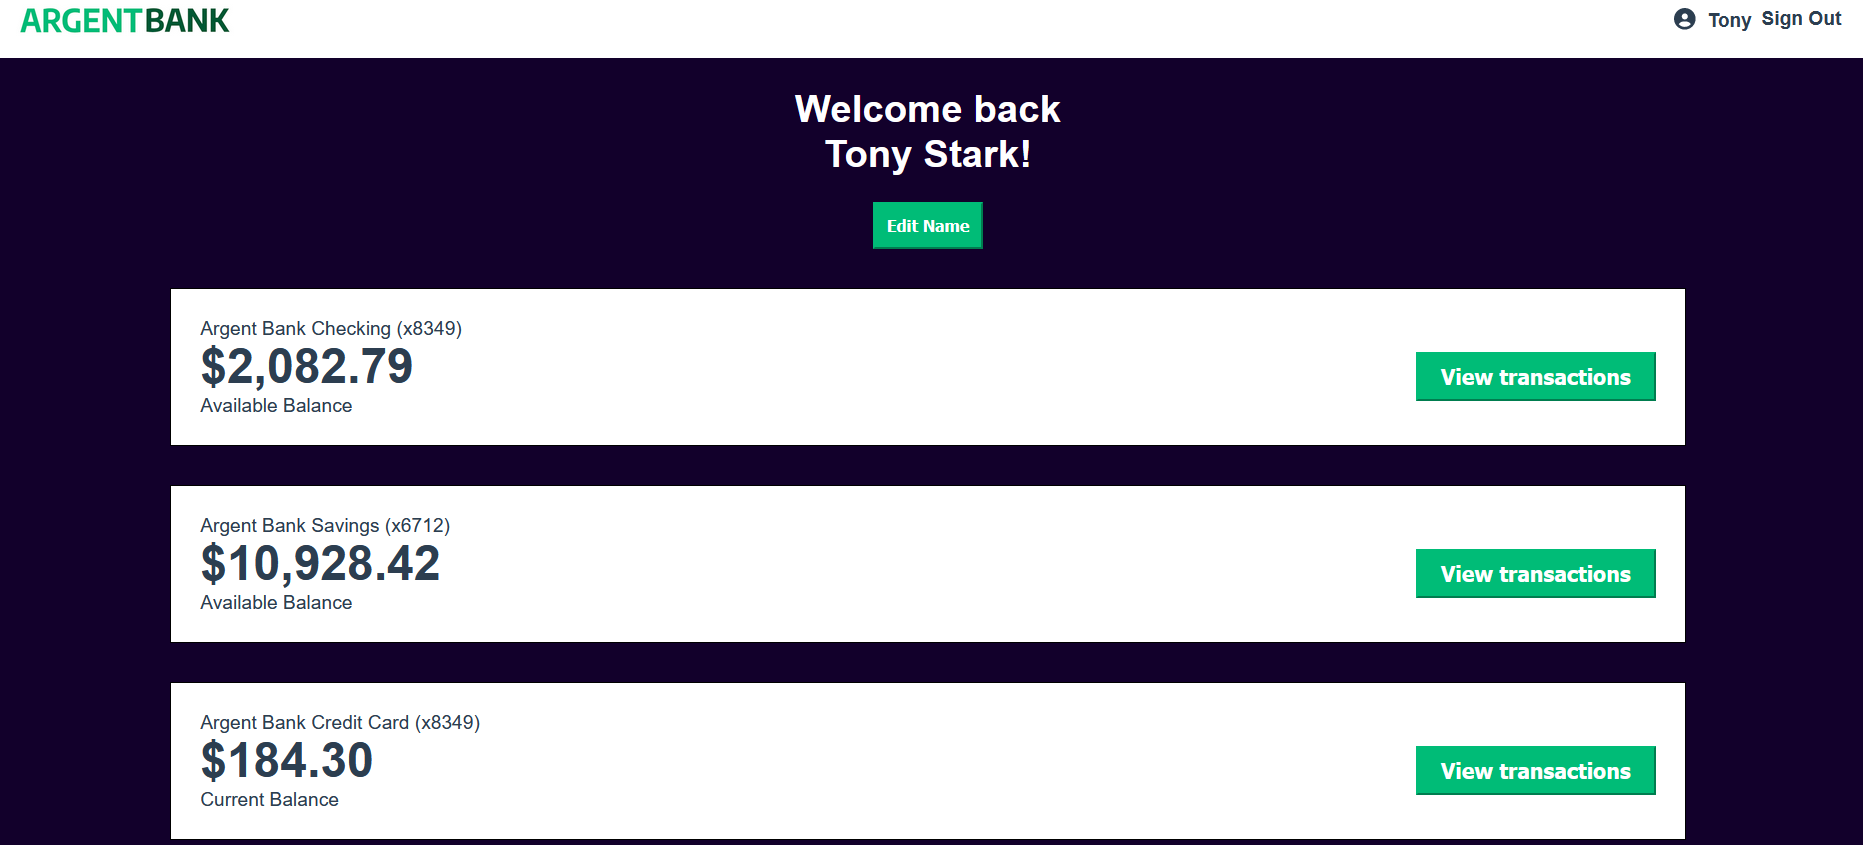 ARGENTBANK
Tony Sign Out
Welcome back
Tony Stark!
Edit Name
Argent Bank Checking (x8349)
$2,082.79
Available Balance
View transactions
Argent Bank Savings (x6712)
$10,928.42
Available Balance
View transactions
Argent Bank Credit Card (x8349)
$184.30
Current Balance
View transactions